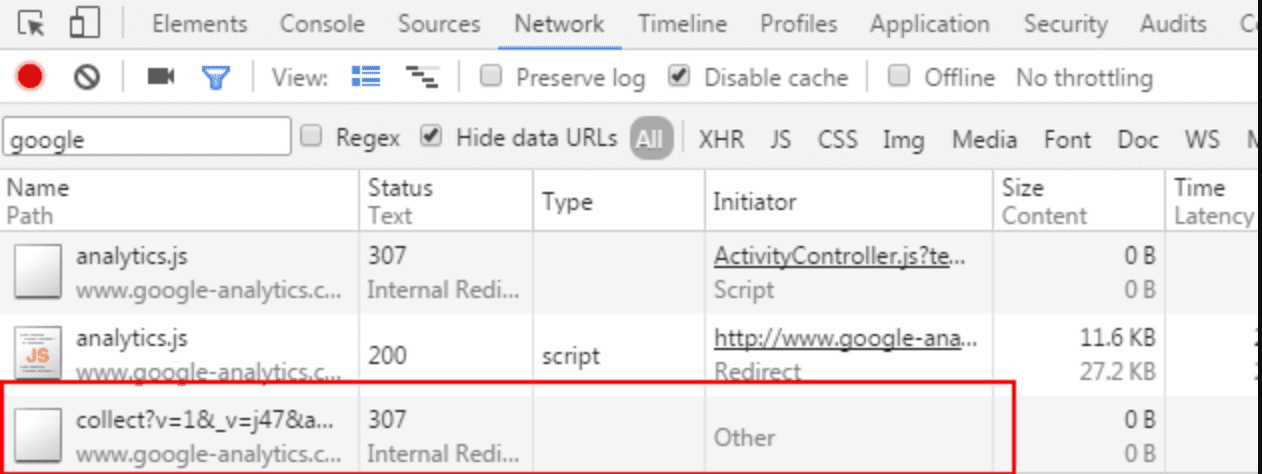 Elements Console Sources Network Timeline Profiles Application Security Audits
View: Preserve log Disable cache Offline No throttling
google Regex Hide data URLs All XHR JS CSS Img Media Font Doc WS
Name Status Type Initiator Size Time
Path Text Content Latency
analytics.js 307 ActivityController.js?te... 0 B
www.google-analytics.c... Internal Redi... Script 0 B
analytics.js 200 script http://www.google-ana... 11.6 KB
JS www.google-analytics.c... Redirect 27.2 KB
collect?v=1&_v=j47&a... 307 Other 0 B
www.google-analytics.c... Internal Redi... 0 B